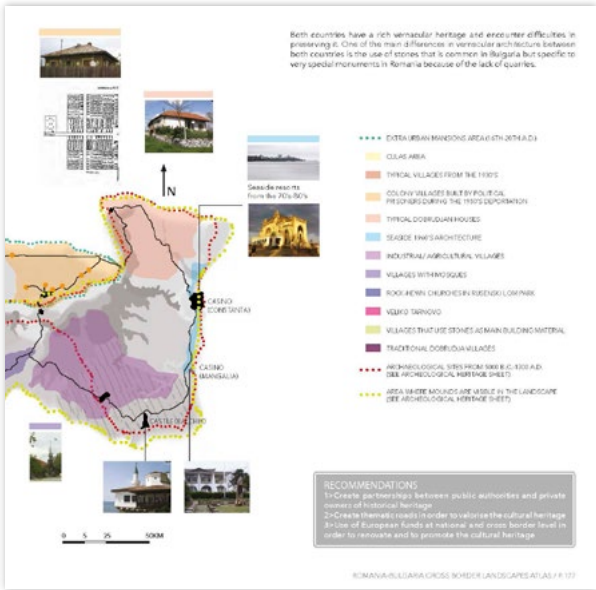 Both countries have a rich vernacular heritage and encounter difficulties in
preserving it. One of the main differences in vernacular architecture between
both countries is the use of stones that is common in Bulgaria but specific to
very special monuments in Romania because of the lack of quarries.
EXTRA URBAN MANSIONS AREA
CULAS AREA
TYPICAL VILLAGES FROM THE 1930'S
COLONY VILLAGES BUILT BY POLITICAL
PRISONERS DURING THE 1950'S DEPORTATION
TYPICAL DOBRUDJAN HOUSES
SEASIDE 1960'S ARCHITECTURE
INDUSTRIAL/ AGRICULTURAL VILLAGES
VILLAGES WITH MOSQUES
ROCK-HEWN CHURCHES IN RUSENSKI LOM PARK
VELIKO TARNOVO
VILLAGES THAT USE STONES AS MAIN BUILDING MATERIAL
TRADITIONAL DOBRUDJA VILLAGES
ARCHAEOLOGICAL SITES FROM 5000 B.C.-1000 A.D.
(SEE ARCHEOLOGICAL HERITAGE SHEET)
AREA WHERE MOUNDS ARE VISIBLE IN THE LANDSCAPE
(SEE ARCHEOLOGICAL HERITAGE SHEET)
N
Seaside resorts
from the 70's-80's
CASINO
(CONSTANTA)
CASINO
(MANGALIA)
0 5 25 50KM
RECOMMENDATIONS
1>Create partnerships between public authorities and private
owners of historical heritage
2>Create thematic roads in order to valorise the cultural heritage
3>Use of European funds at national and cross border level in
order to renovate and to promote the cultural heritage
ROMANIA-BULGARIA CROSS BORDER LANDSCAPES ATLAS / P.177